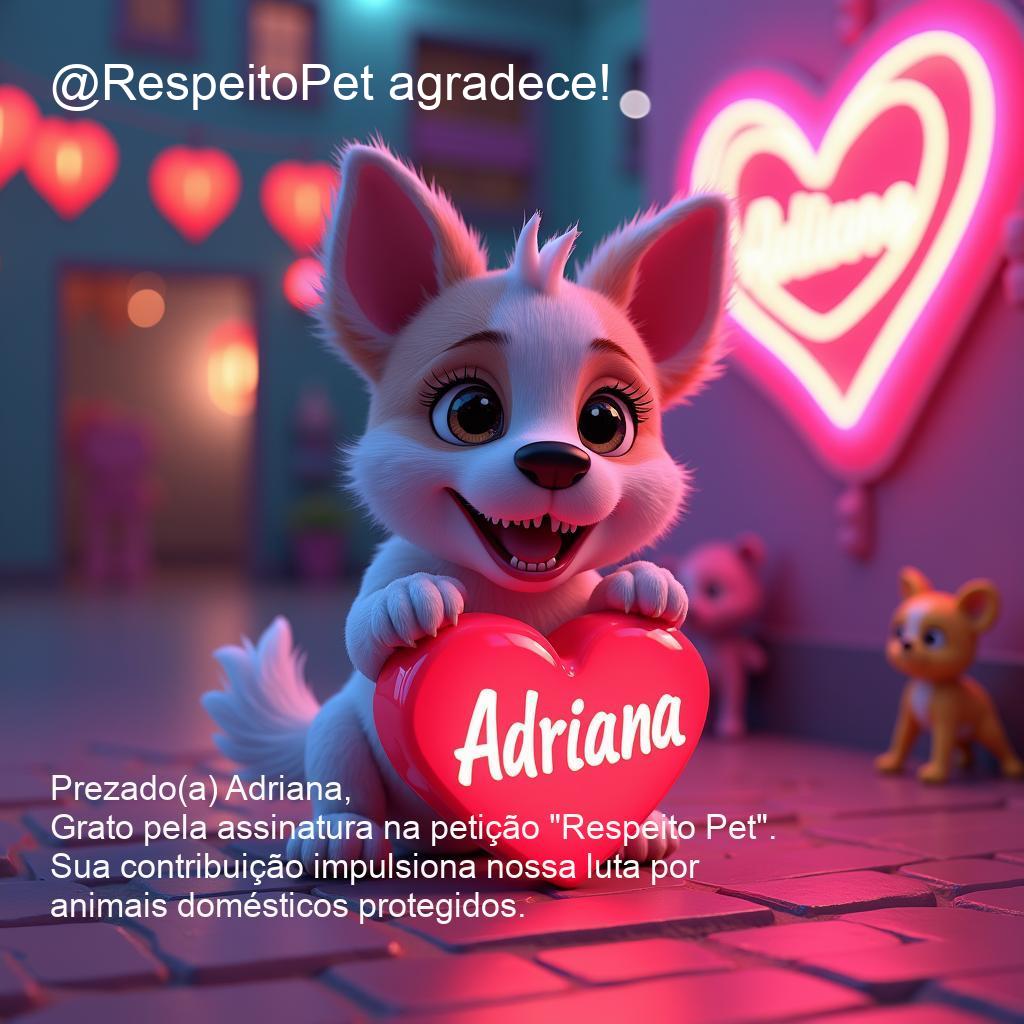 @RespeitoPet agradece!
Adriana
Prezado(a) Adriana,
Grato pela assinatura na petição "Respeito Pet".
Sua contribuição impulsiona nossa luta por
animais domésticos protegidos.